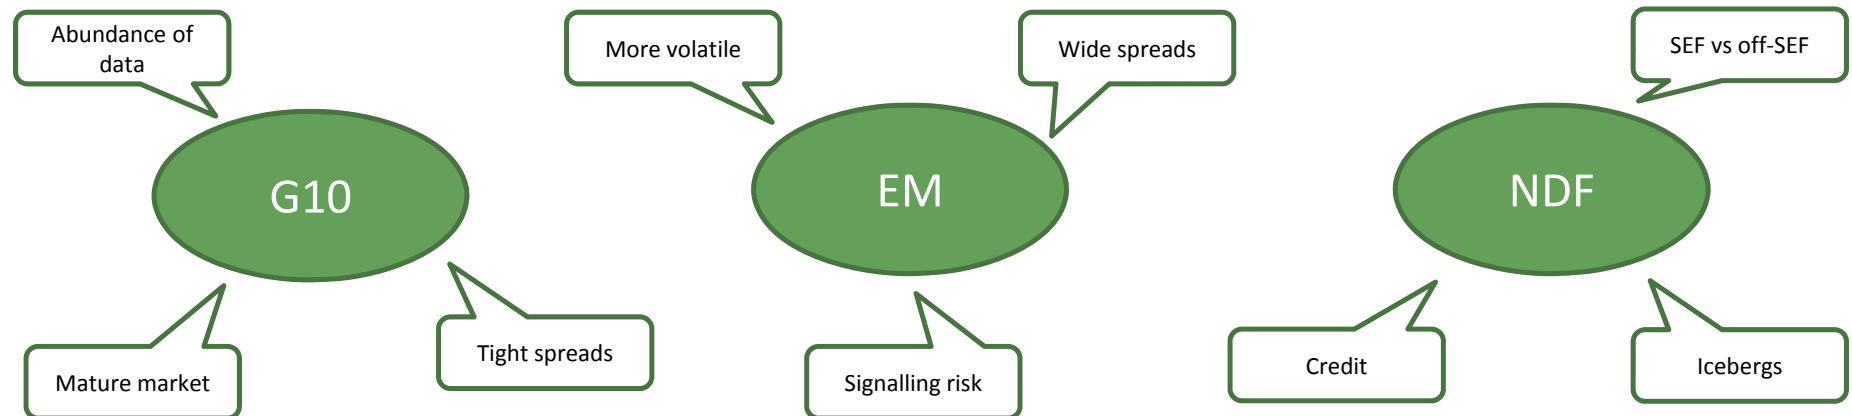 Abundance of
data
G10
Mature market
Tight spreads
More volatile
Wide spreads
EM
Signalling risk
SEF vs off-SEF
NDF
Credit
Icebergs